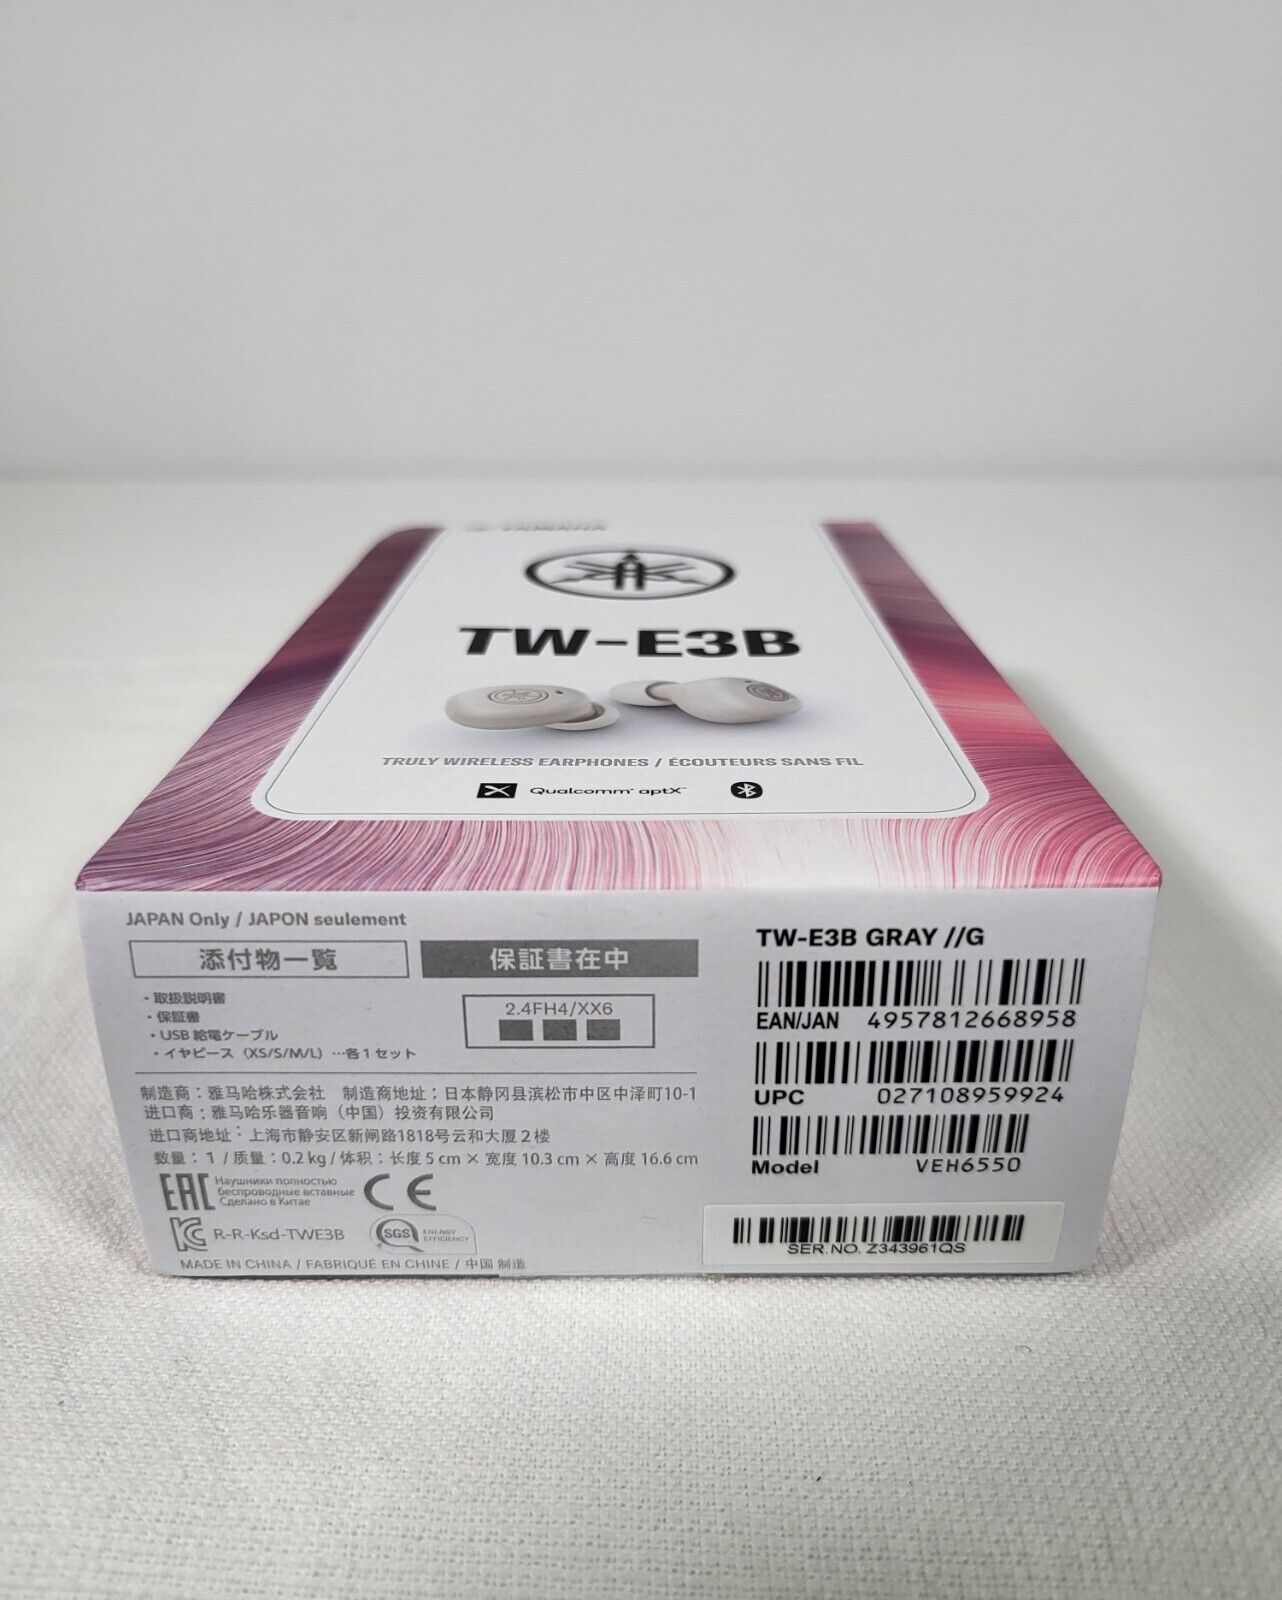 YAMAHA
TW-E3B
TRULY WIRELESS EARPHONES / ÉCOUTEURS SANS FIL
Qualcomm aptX™
JAPAN Only / JAPON seulement
添付物一覧
保証書在中
・取扱説明書
・保証書
・USB 給電ケーブル
・イヤピース（XS/S/M/L）…各1セット
2.4FH4/XX6
制造商：雅马哈株式会社 制造商地址：日本静冈县滨松市中区中泽町10-1
进口商：雅马哈乐器音响（中国）投资有限公司
进口商地址：上海市静安区新闸路1818号云和大厦2楼
数量：1 / 质量：0.2 kg / 体积：长度 5 cm × 宽度 10.3 cm × 高度 16.6 cm
EAC
Наушники полностью
беспроводные вставные
Сделано в Китае
CE
KC
R-R-Ksd-TWE3B
SGS
ENERGY
EFFICIENCY
MADE IN CHINA / FABRIQUÉ EN CHINE / 中国 制造
TW-E3B GRAY //G
EAN/JAN 4957812668958
UPC 027108959924
Model VEH6550
SER.NO. Z343961QS